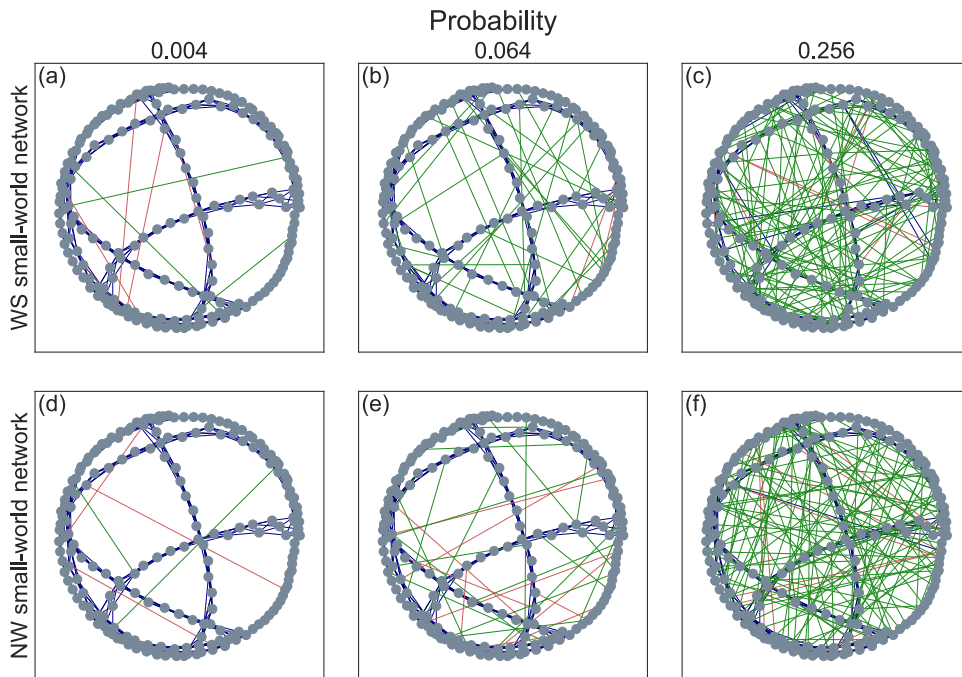 Probability
0.004
0.064
0.256
WS small-world network
(a)
(b)
(c)
NW small-world network
(d)
(e)
(f)